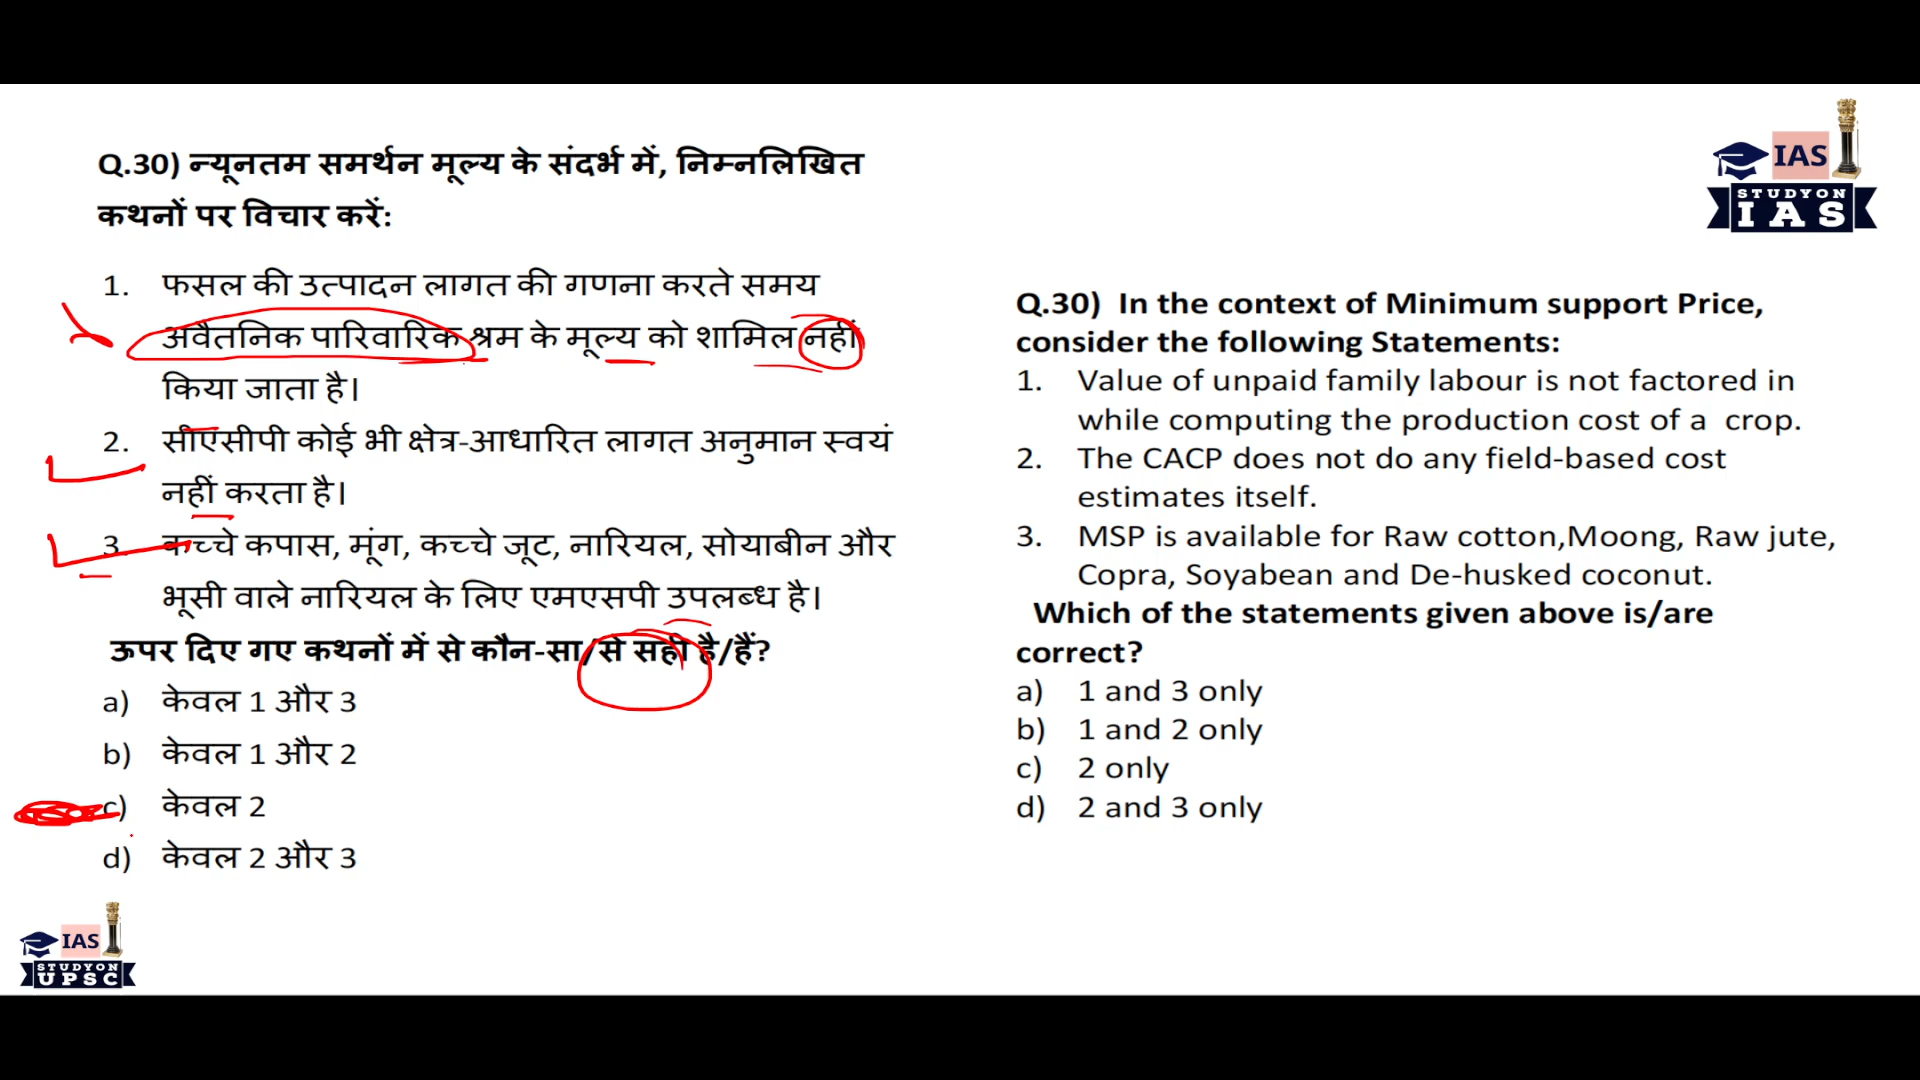 Q.30) न्यूनतम समर्थन मूल्य के संदर्भ में, निम्नलिखित
कथनों पर विचार करें:
1. फसल की उत्पादन लागत की गणना करते समय
अवैतनिक पारिवारिक श्रम के मूल्य को शामिल नहीं
किया जाता है।
2. सीएसीपी कोई भी क्षेत्र-आधारित लागत अनुमान स्वयं
नहीं करता है।
3. कच्चे कपास, मूंग, कच्चे जूट, नारियल, सोयाबीन और
भूसी वाले नारियल के लिए एमएसपी उपलब्ध है।
ऊपर दिए गए कथनों में से कौन-सा/से सही है/हैं?
a) केवल 1 और 3
b) केवल 1 और 2
c) केवल 2
d) केवल 2 और 3
IAS
STUDYON
UPSC
IAS
STUDYON
IAS
Q.30) In the context of Minimum support Price,
consider the following Statements:
1. Value of unpaid family labour is not factored in
while computing the production cost of a crop.
2. The CACP does not do any field-based cost
estimates itself.
3. MSP is available for Raw cotton,Moong, Raw jute,
Copra, Soyabean and De-husked coconut.
Which of the statements given above is/are
correct?
a) 1 and 3 only
b) 1 and 2 only
c) 2 only
d) 2 and 3 only